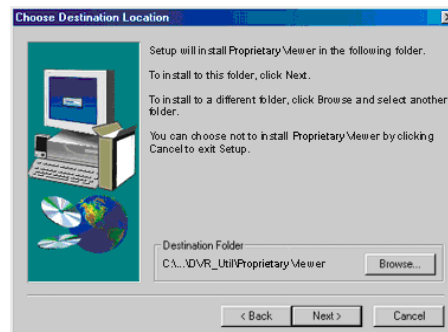 Choose Destination Location
Setup will install Proprietary Viewer in the following folder.
To install to this folder, click Next.
To install to a different folder, click Browse and select another
folder.
You can choose not to install Proprietary Viewer by clicking
Cancel to exit Setup.
Destination Folder
C:\...\DVR_Util\Proprietary Viewer
Browse...
< Back
Next >
Cancel